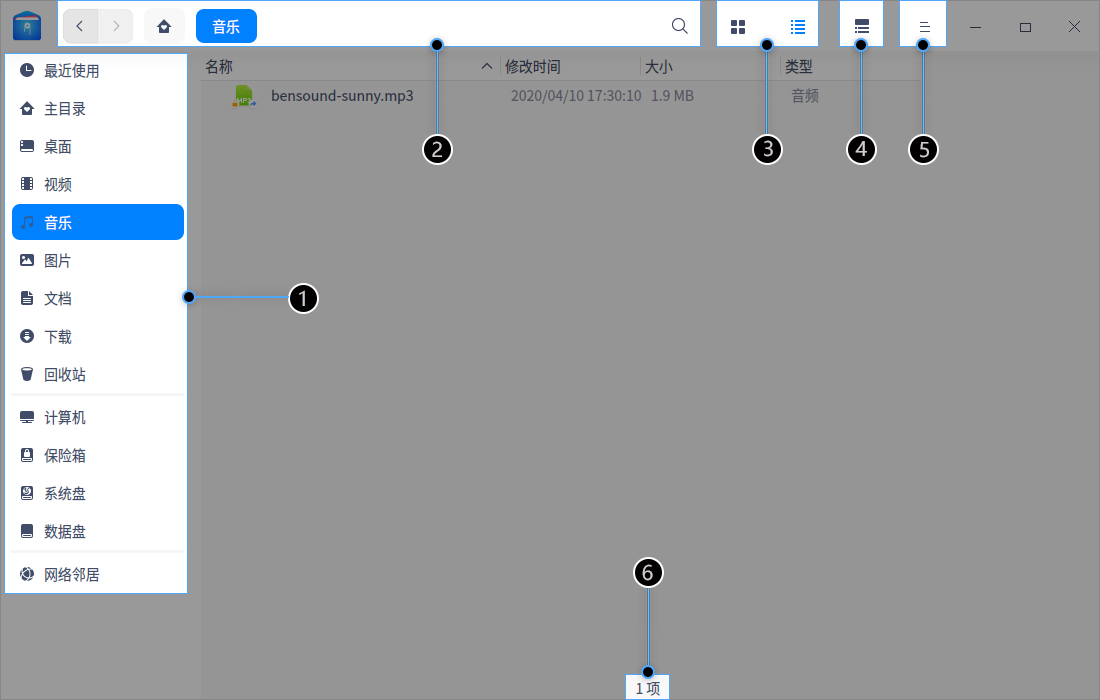 音乐
最近使用
主目录
桌面
视频
音乐
图片
文档
下载
回收站
计算机
保险箱
系统盘
数据盘
网络邻居
名称 修改时间 大小 类型
MP3 bensound-sunny.mp3 2020/04/10 17:30:10 1.9 MB 音频
2 3 4 5
1
6
1 项